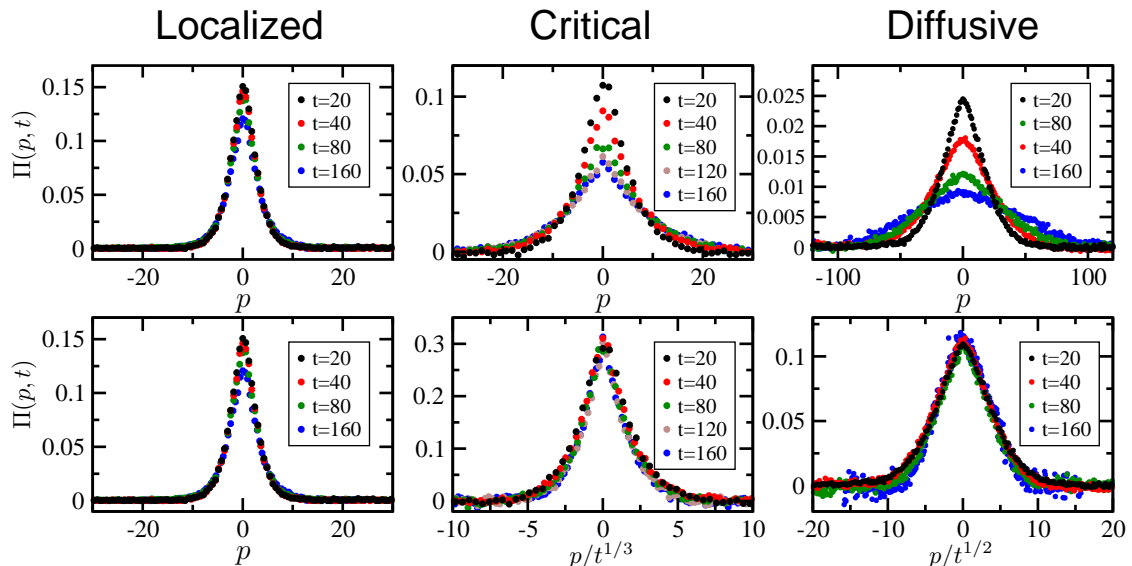 Localized
Critical
Diffusive
Π(p, t)
0.15
0.1
0.05
0
-20
0
20
p
t=20
t=40
t=80
t=160
0.1
0.05
0
-20
0
20
p
t=20
t=40
t=80
t=120
t=160
0.025
0.02
0.015
0.01
0.005
0
-100
0
100
p
t=20
t=80
t=40
t=160
Π(p, t)
0.15
0.1
0.05
0
-20
0
20
p
t=20
t=40
t=80
t=160
0.3
0.2
0.1
0
-10
-5
0
5
10
p/t^{1/3}
t=20
t=40
t=80
t=120
t=160
0.1
0.05
0
-20
-10
0
10
20
p/t^{1/2}
t=20
t=40
t=80
t=160